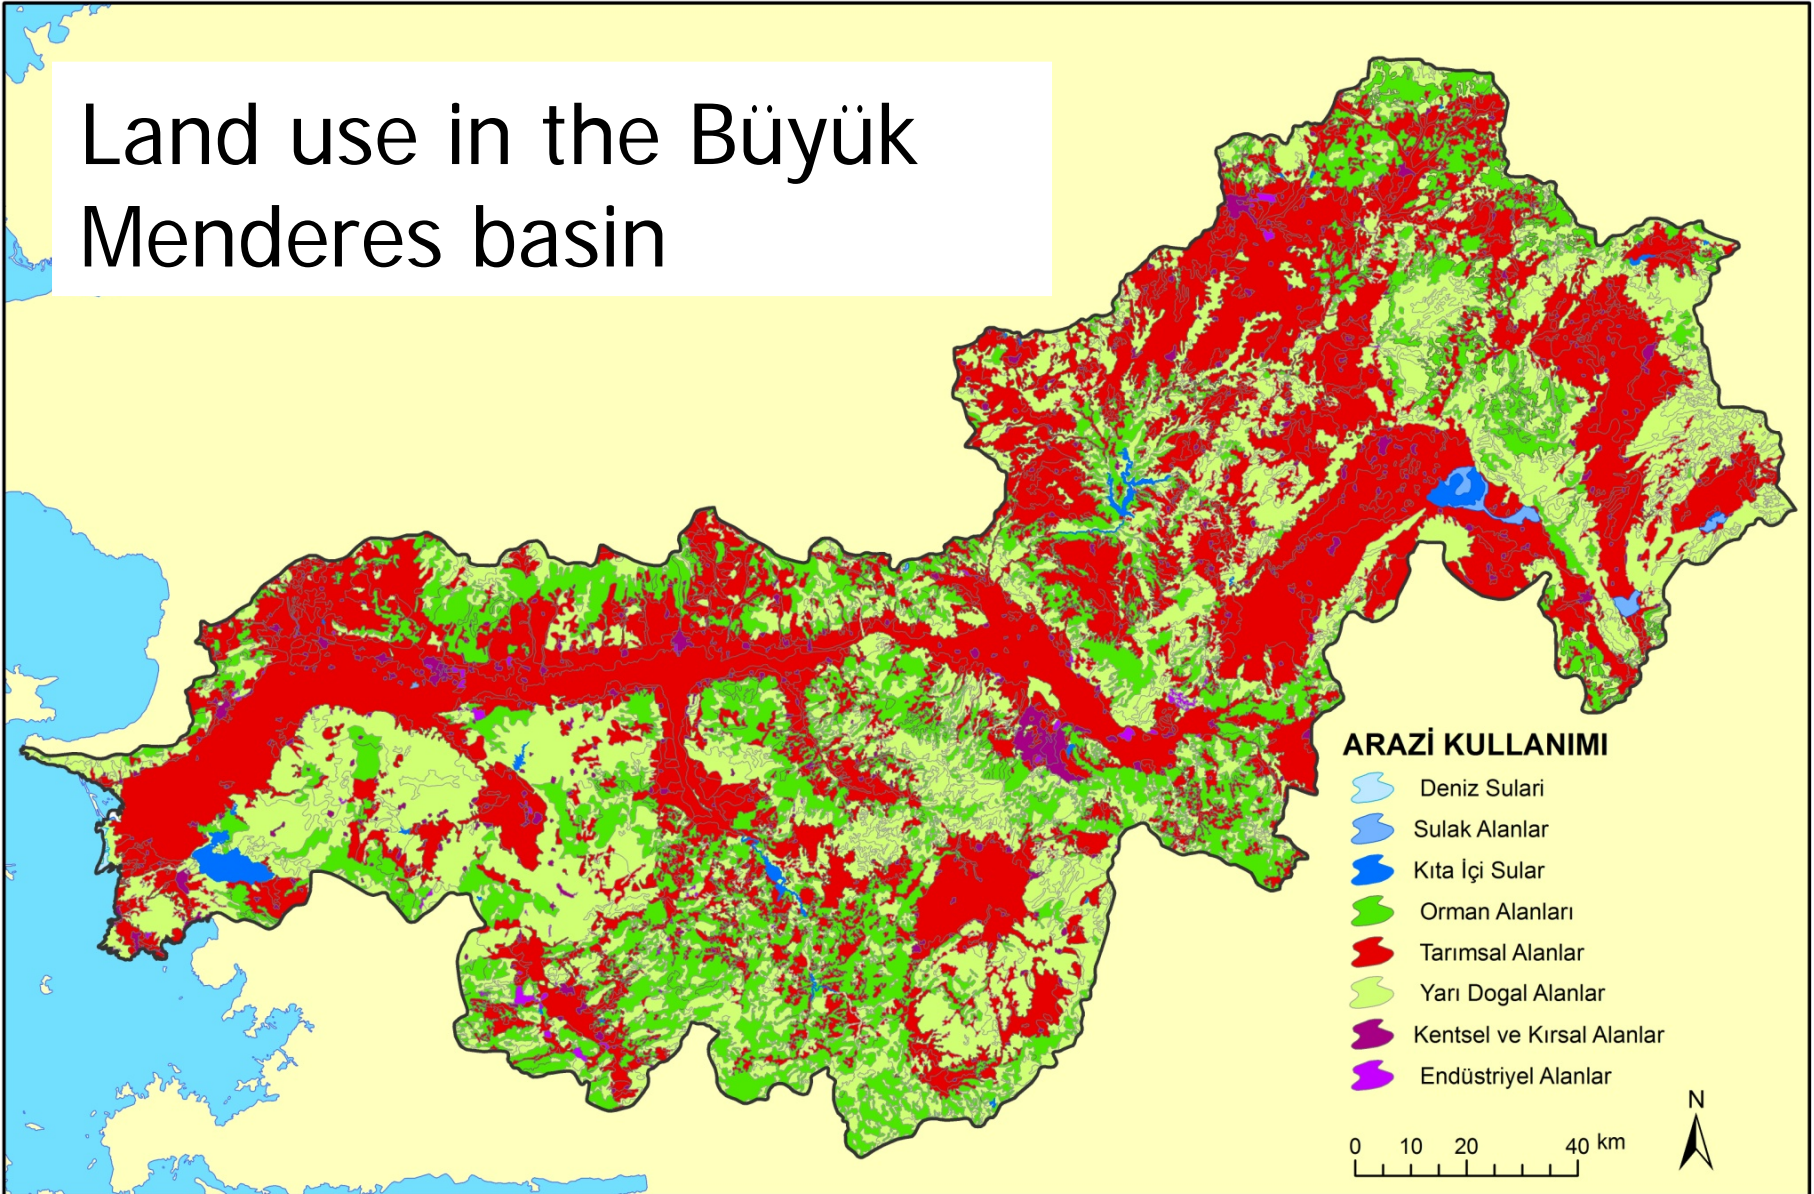 Land use in the Büyük
Menderes basin
ARAZİ KULLANIMI
Deniz Sulari
Sulak Alanlar
Kıta İçi Sular
Orman Alanları
Tarımsal Alanlar
Yarı Dogal Alanlar
Kentsel ve Kırsal Alanlar
Endüstriyel Alanlar
N
0 10 20 40 km